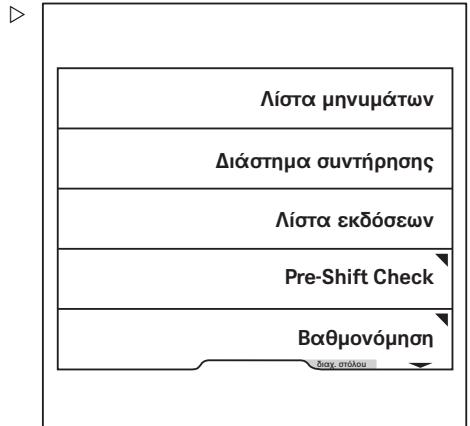 Λίστα μηνυμάτων
Διάστημα συντήρησης
Λίστα εκδόσεων
Pre-Shift Check
Βαθμονόμηση
διαχ. στόλου